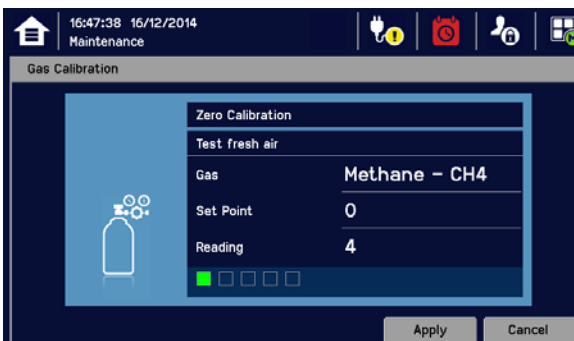 16:47:38 16/12/2014
Maintenance
Gas Calibration
Zero Calibration
Test fresh air
Gas Methane - CH4
Set Point 0
Reading 4
Apply Cancel